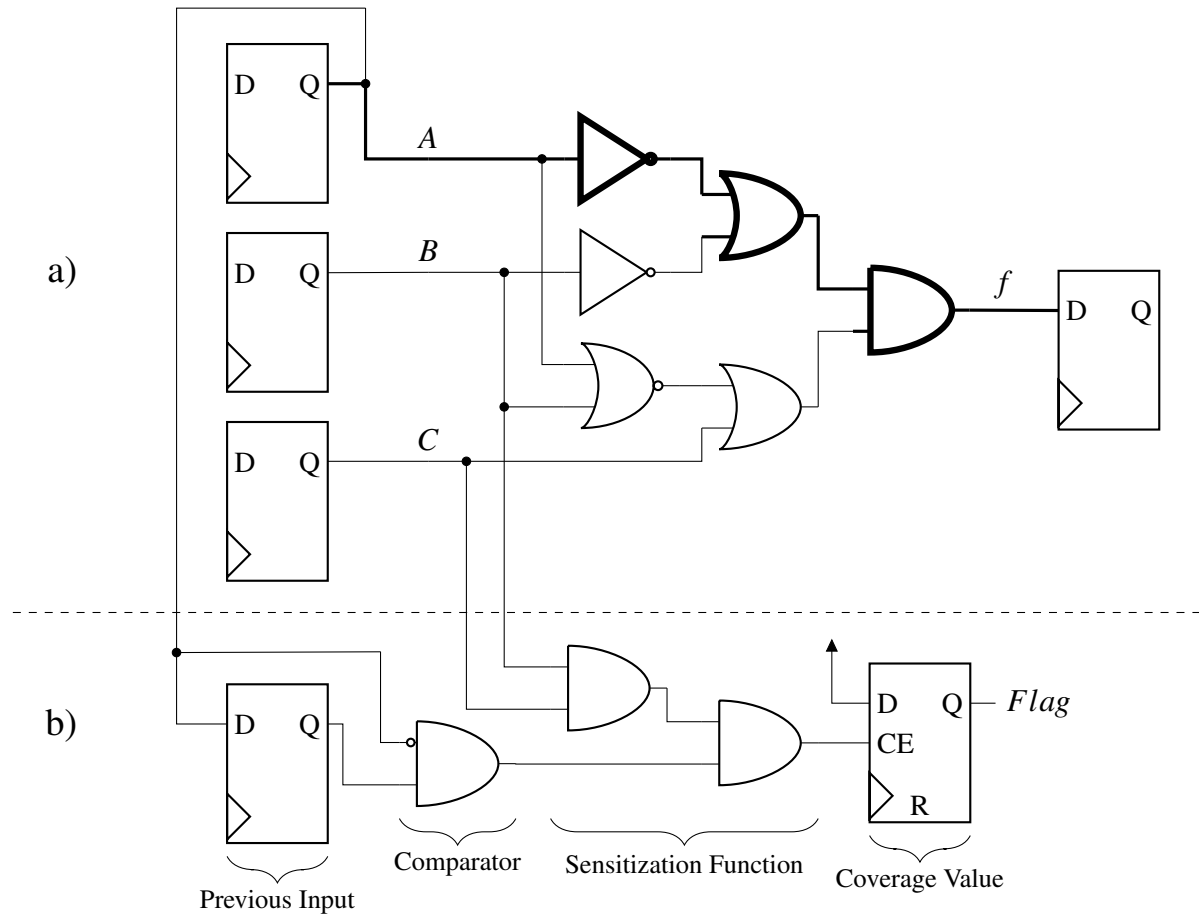 D Q
A
a)
D Q
B
f
D Q
D Q
C
b)
D Q
D Q
Flag
CE
R
Comparator
Sensitization Function
Coverage Value
Previous Input